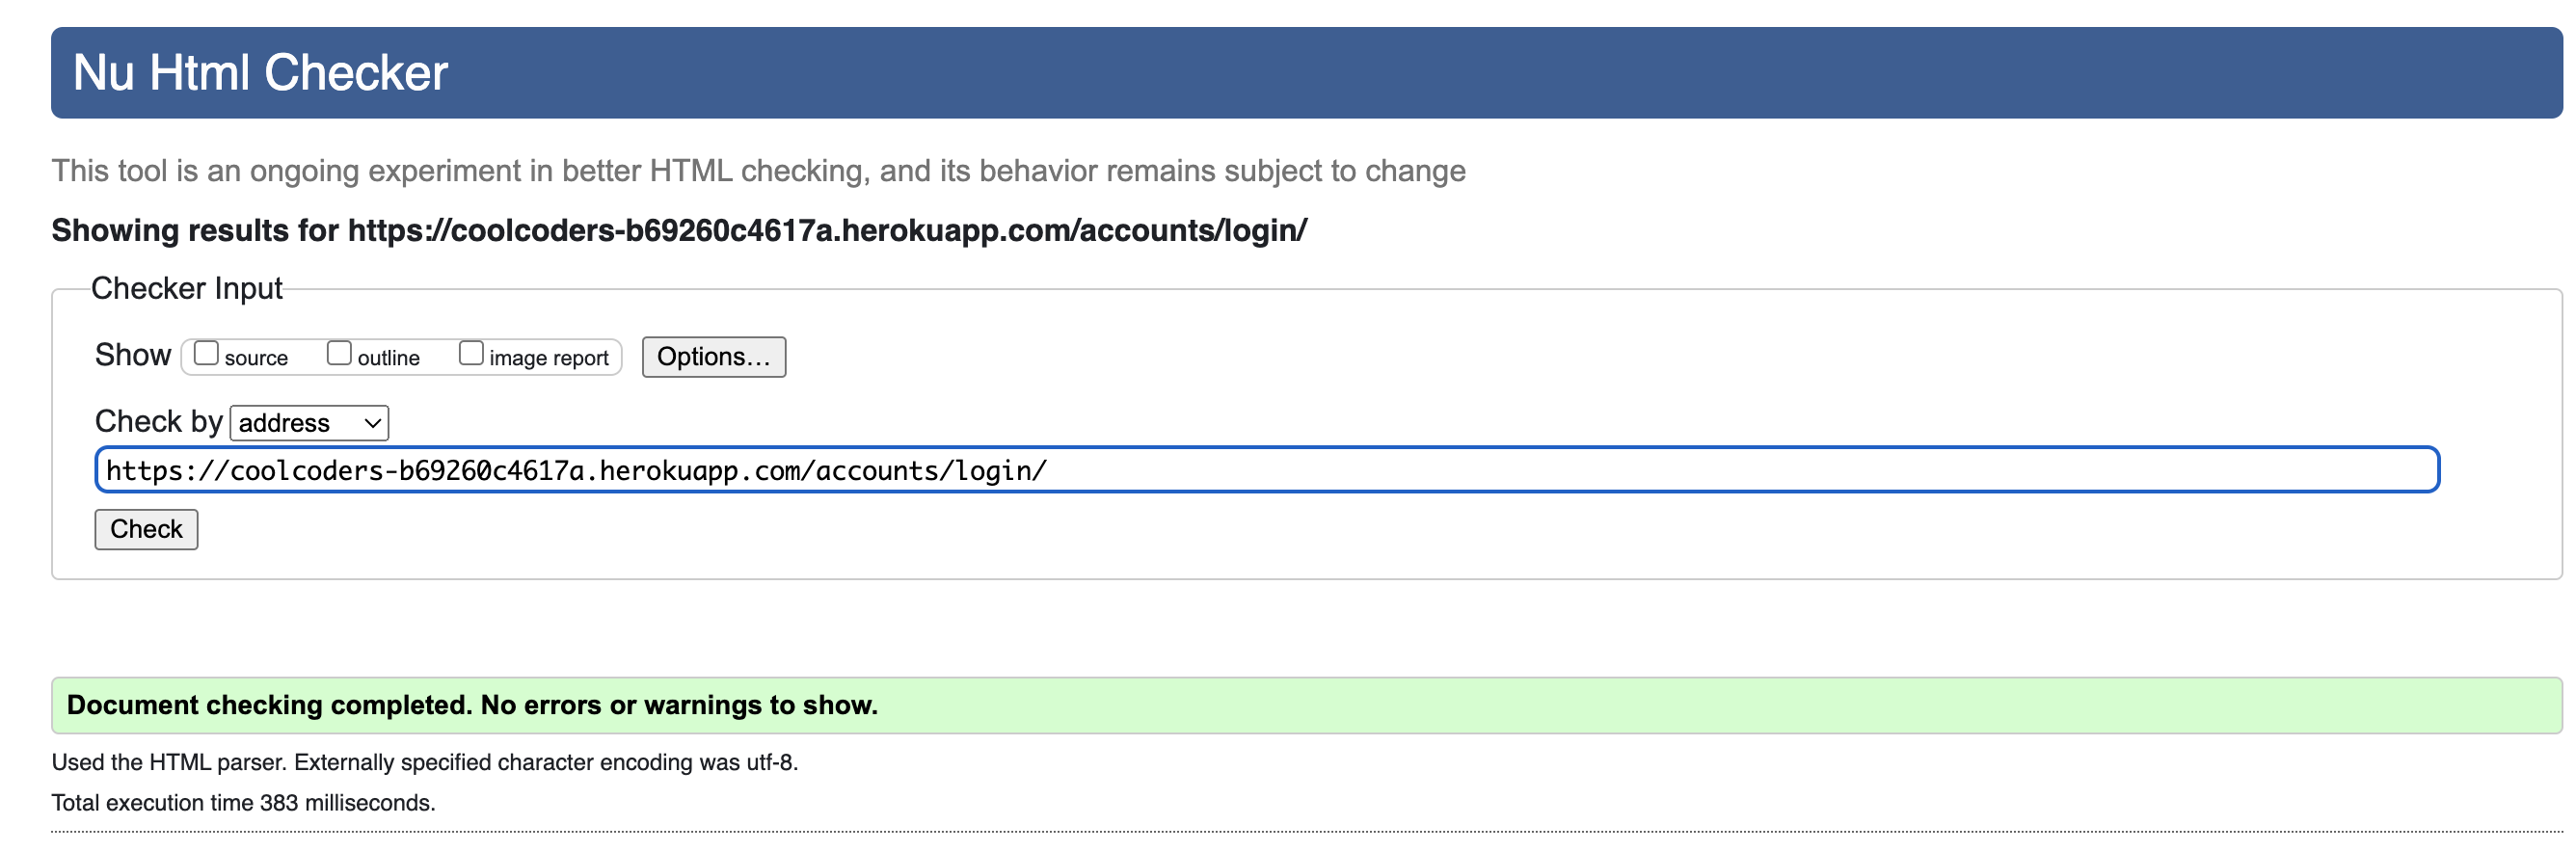 Nu Html Checker
This tool is an ongoing experiment in better HTML checking, and its behavior remains subject to change
Showing results for https://coolcoders-b69260c4617a.herokuapp.com/accounts/login/
Checker Input
Show source outline image report Options...
Check by address
https://coolcoders-b69260c4617a.herokuapp.com/accounts/login/
Check
Document checking completed. No errors or warnings to show.
Used the HTML parser. Externally specified character encoding was utf-8.
Total execution time 383 milliseconds.